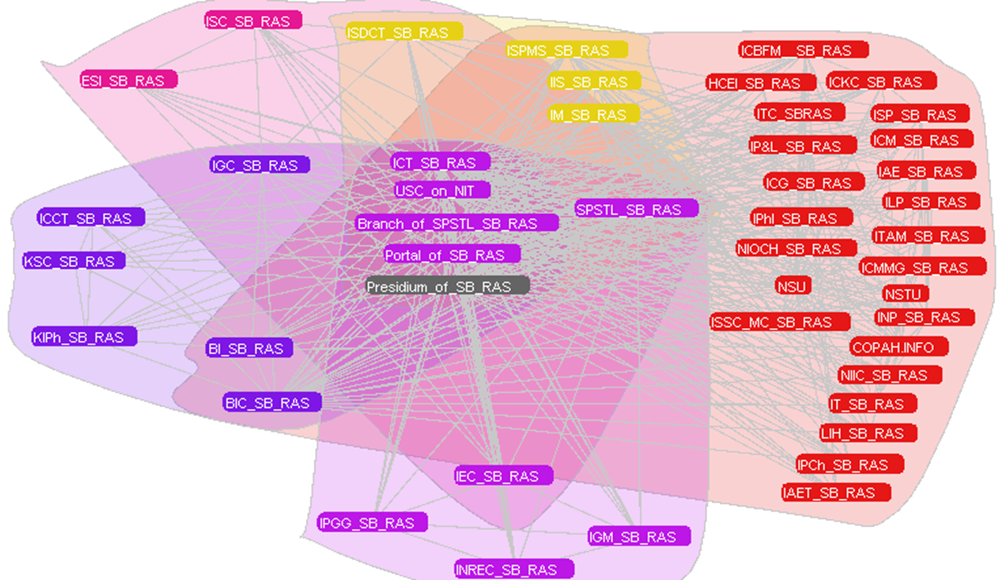 ISC_SB_RAS
ISDCT_SB_RAS
ISPMS_SB_RAS
ICBFM__SB_RAS
ESI_SB_RAS
IIS_SB_RAS
HCEI_SB_RAS
ICKC_SB_RAS
IM_SB_RAS
ITC_SBRAS
ISP_SB_RAS
IP&L_SB_RAS
ICM_SB_RAS
IGC_SB_RAS
ICT_SB_RAS
IAE_SB_RAS
ICG_SB_RAS
USC_on_NIT
ILP_SB_RAS
ICCT_SB_RAS
SPSTL_SB_RAS
IPhl_SB_RAS
Branch_of_SPSTL_SB_RAS
ITAM_SB_RAS
KSC_SB_RAS
Portal_of_SB_RAS
NIOCH_SB_RAS
ICMMG_SB_RAS
Presidium_of_SB_RAS
NSU
NSTU
ISSC_MC_SB_RAS
INP_SB_RAS
KIPh_SB_RAS
BI_SB_RAS
COPAH.INFO
NIIC_SB_RAS
BIC_SB_RAS
IT_SB_RAS
LIH_SB_RAS
IPCh_SB_RAS
IEC_SB_RAS
IAET_SB_RAS
IPGG_SB_RAS
IGM_SB_RAS
INREC_SB_RAS